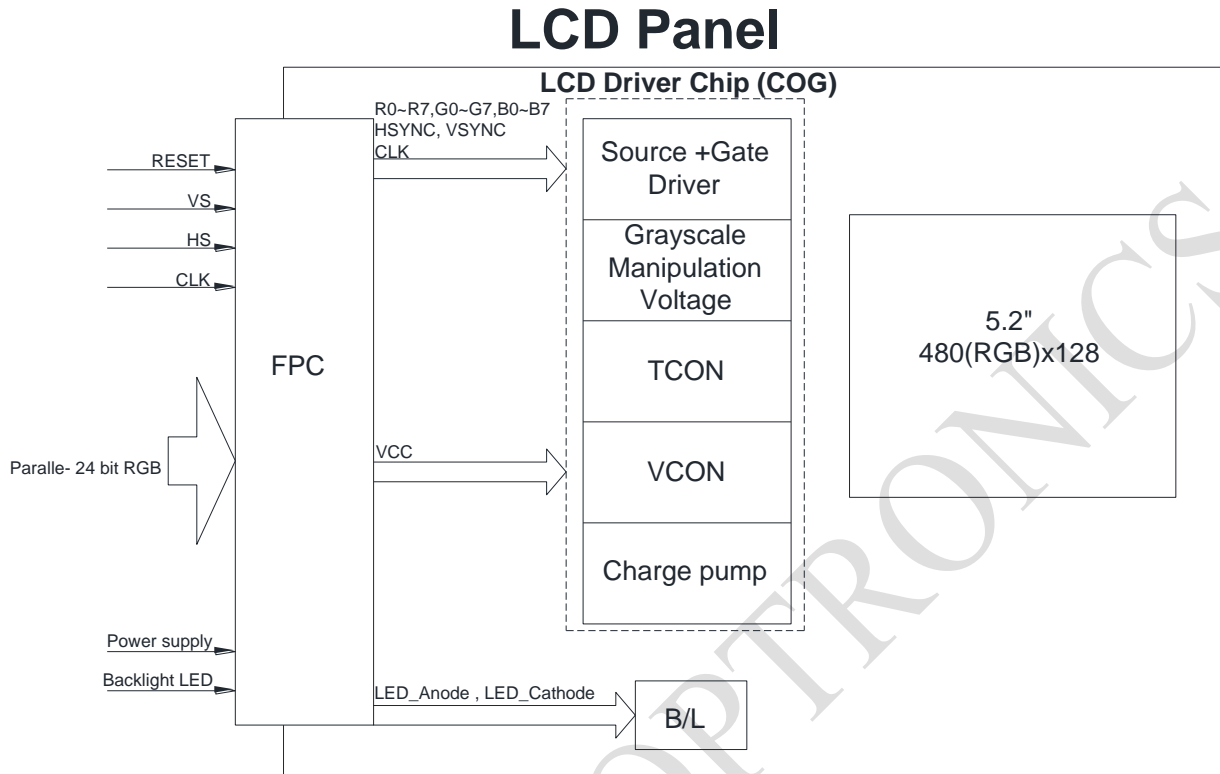 LCD Panel
LCD Driver Chip (COG)
R0~R7,G0~G7,B0~B7
HSYNC, VSYNC
CLK
RESET
VS
HS
CLK
FPC
Paralle- 24 bit RGB
VCC
Power supply
Backlight LED
LED_Anode , LED_Cathode
Source +Gate
Driver
Grayscale
Manipulation
Voltage
TCON
VCON
Charge pump
B/L
5.2"
480(RGB)x128
OPTRONICS